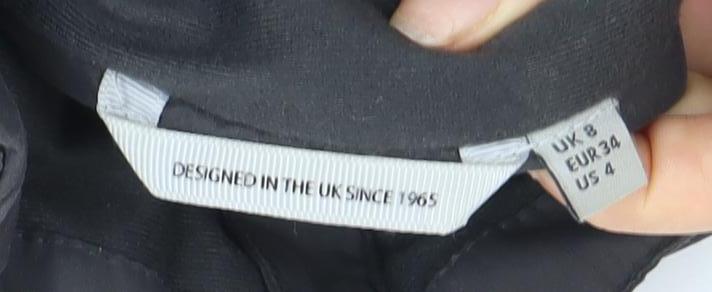 DESIGNED IN THE UK SINCE 1965
UK 8
EUR 34
US 4